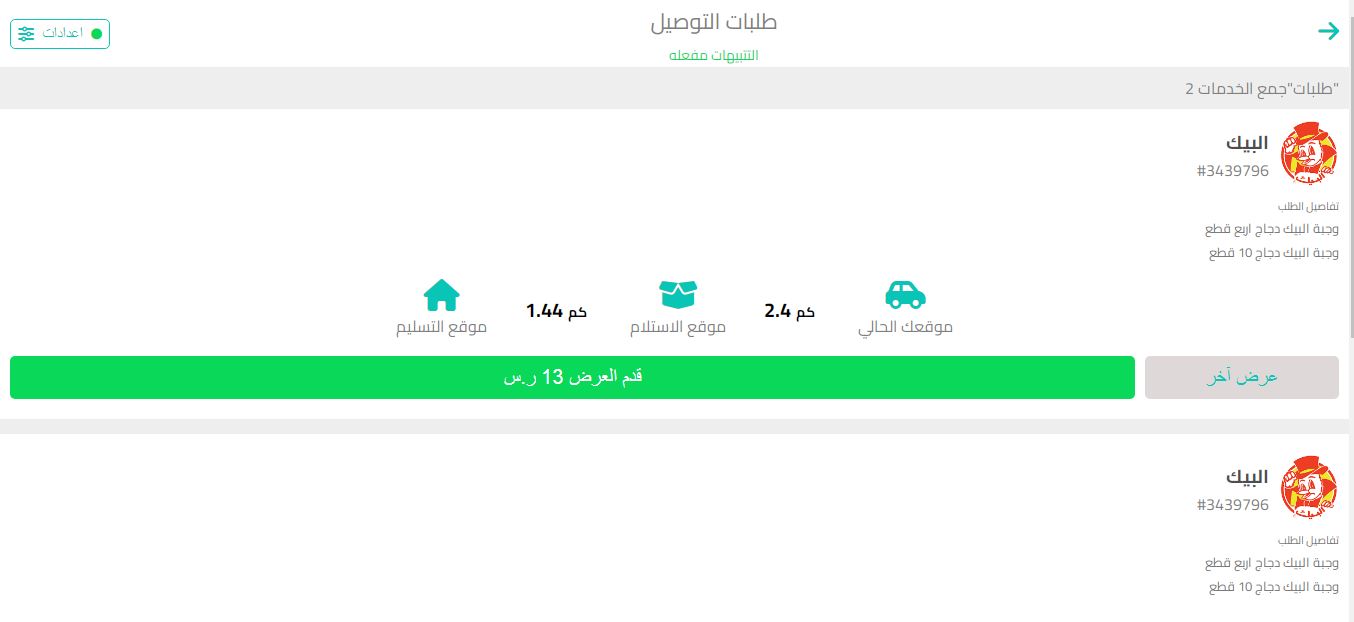 طلبات التوصيل
التنبيهات مفعله
اعدادات
"طلبات"جمع الخدمات 2
البيك
#3439796
تفاصيل الطلب
وجبة البيك دجاج اربع قطع
وجبة البيك دجاج 10 قطع
2.4 كم
1.44 كم
موقعك الحالي
موقع الاستلام
موقع التسليم
عرض آخر
قدم العرض 13 ر.س
البيك
#3439796
تفاصيل الطلب
وجبة البيك دجاج اربع قطع
وجبة البيك دجاج 10 قطع